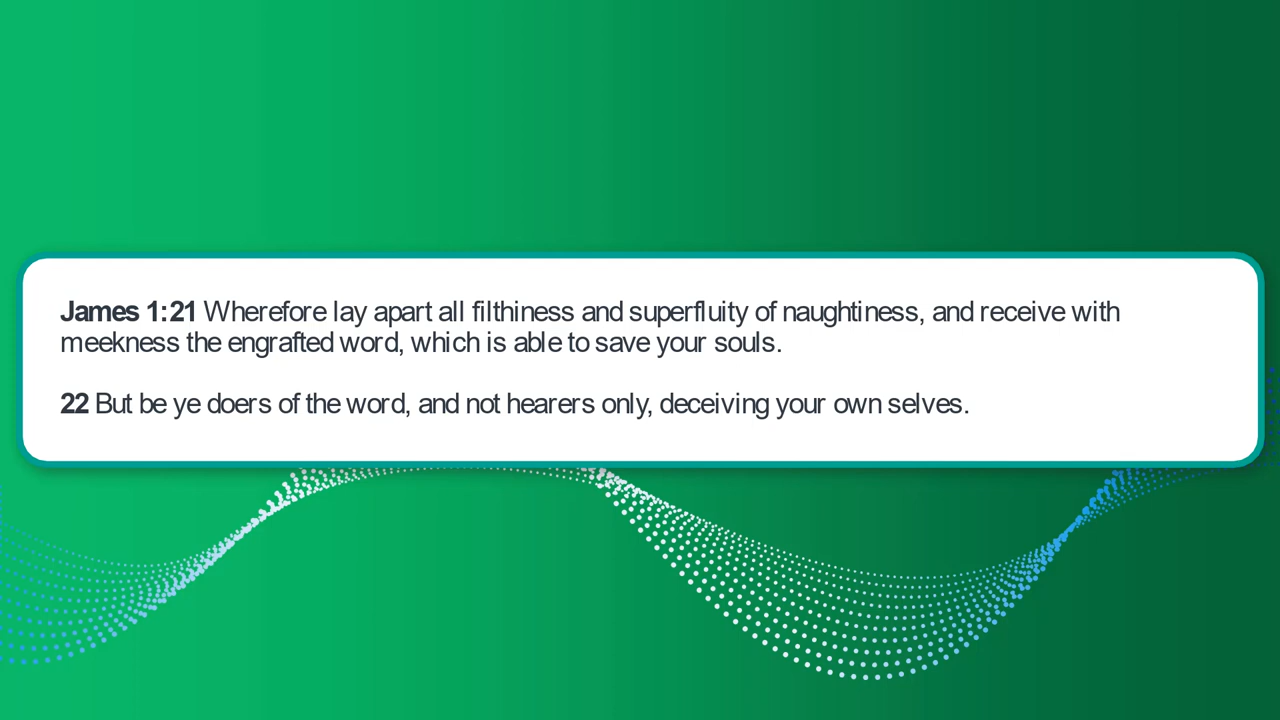 James 1:21 Wherefore lay apart all filthiness and superfluity of naughtiness, and receive with
meekness the engrafted word, which is able to save your souls.
22 But be ye doers of the word, and not hearers only, deceiving your own selves.